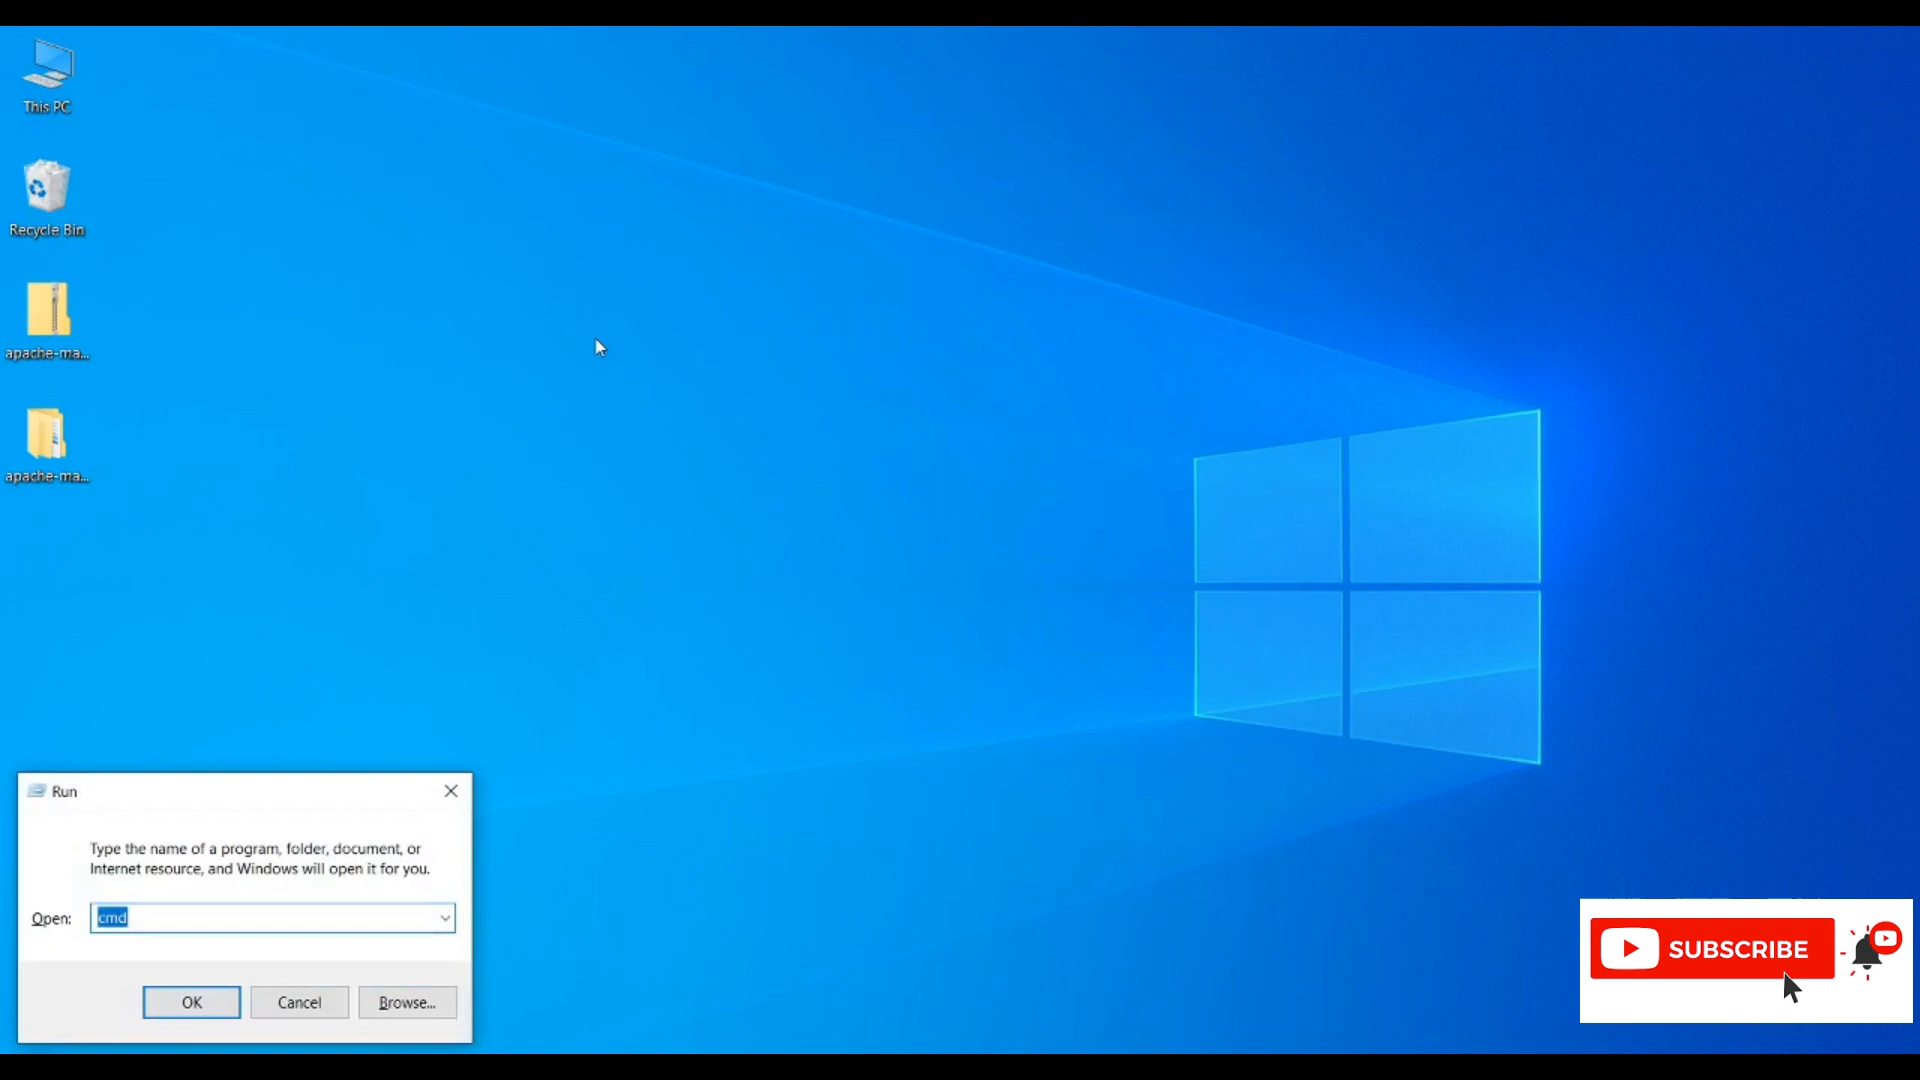 This PC
Recycle Bin
apache-ma...
apache-ma...
Run
Type the name of a program, folder, document, or
Internet resource, and Windows will open it for you.
Open:
cmd
OK
Cancel
Browse...
SUBSCRIBE